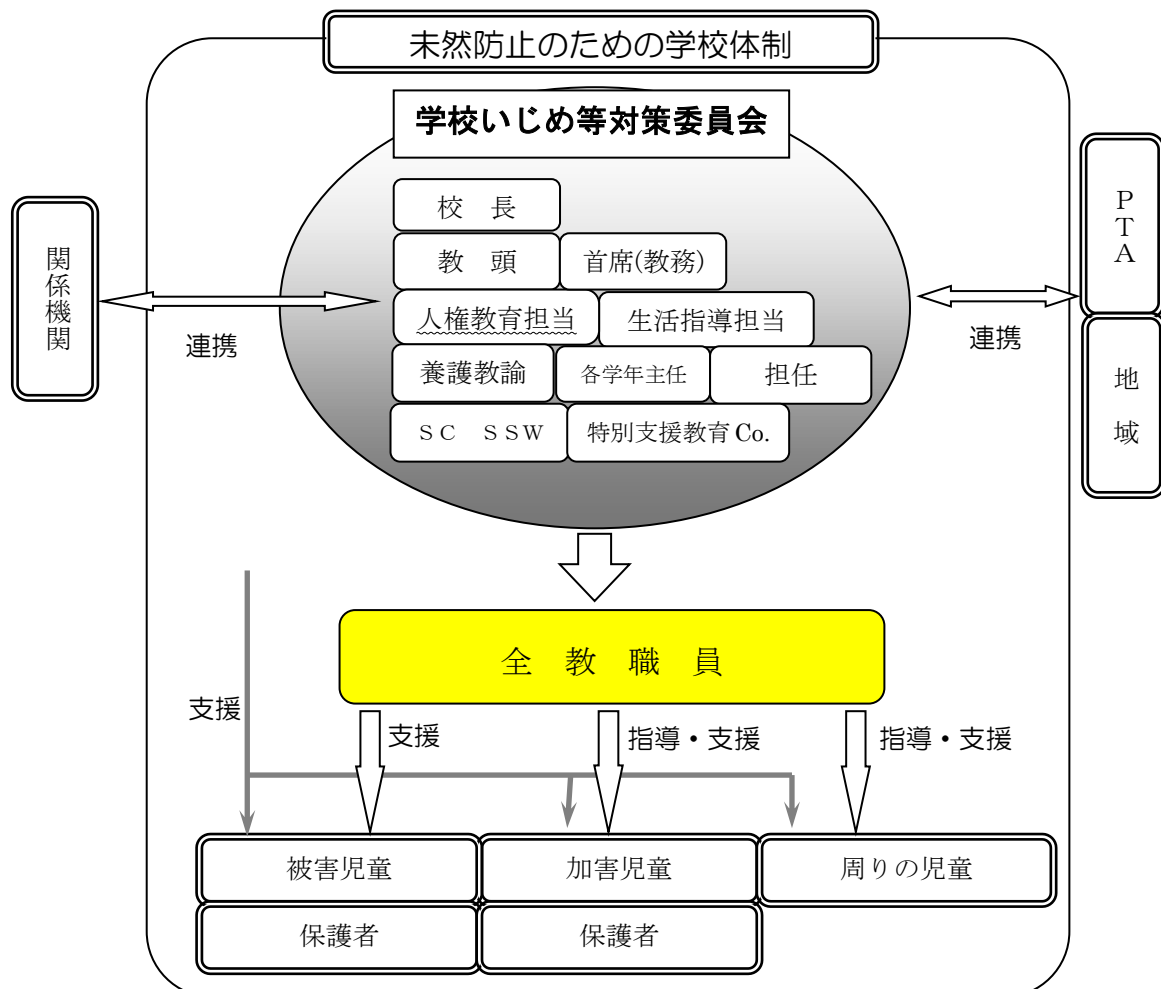 未然防止のための学校体制
学校いじめ等対策委員会
校 長
教 頭
首席(教務)
人権教育担当
生活指導担当
養護教諭
各学年主任
担任
ＳＣ ＳＳＷ
特別支援教育 Co.
関係機関
連携
連携
ＰＴＡ
地域
全 教 職 員
支援
支援
指導・支援
指導・支援
被害児童
加害児童
周りの児童
保護者
保護者